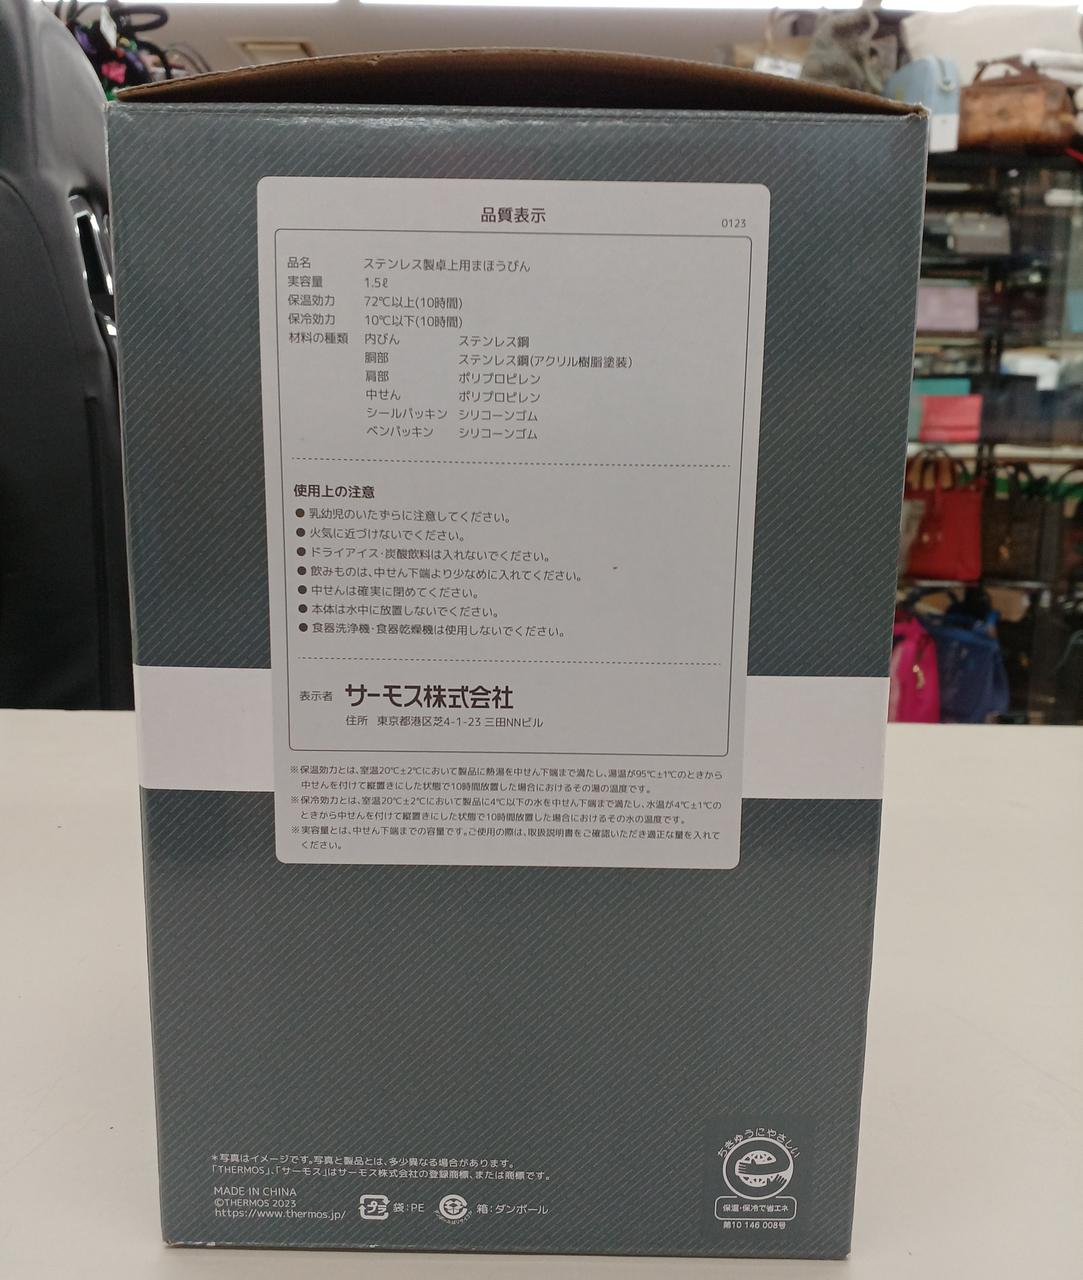 品質表示
0123
品名 ステンレス製卓上用まほうびん
実容量 1.5ℓ
保温効力 72℃以上(10時間)
保冷効力 10℃以下(10時間)
材料の種類 内びん ステンレス鋼
胴部 ステンレス鋼(アクリル樹脂塗装)
肩部 ポリプロピレン
中せん ポリプロピレン
シールパッキン シリコーンゴム
ベンパッキン シリコーンゴム
使用上の注意
●乳幼児のいたずらに注意してください。
●火気に近づけないでください。
●ドライアイス・炭酸飲料は入れないでください。
●飲みものは、中せん下端より少なめに入れてください。
●中せんは確実に閉めてください。
●本体は水中に放置しないでください。
●食器洗浄機・食器乾燥機は使用しないでください。
表示者 サーモス株式会社
住所 東京都港区芝4-1-23 三田NNビル
※保温効力とは、室温20℃±2℃において製品に熱湯を中せん下端まで満たし、湯温が95℃±1℃のときから
中せんを付けて縦置きにした状態で10時間放置した場合におけるその湯の温度です。
※保冷効力とは、室温20℃±2℃において製品に4℃以下の水を中せん下端まで満たし、水温が4℃±1℃の
ときから中せんを付けて縦置きにした状態で10時間放置した場合におけるその水の温度です。
※実容量とは、中せん下端までの容量です。ご使用の際は、取扱説明書をご確認いただき適正な量を入れて
ください。
＊写真はイメージです。写真と製品とは、多少異なる場合があります。
「THERMOS」、「サーモス」はサーモス株式会社の登録商標、または商標です。
MADE IN CHINA
©THERMOS 2023
https://www.thermos.jp/
プラ 袋:PE
箱:ダンボール
ちきゅうにやさしい
保温・保冷で省エネ
第10 146 008号